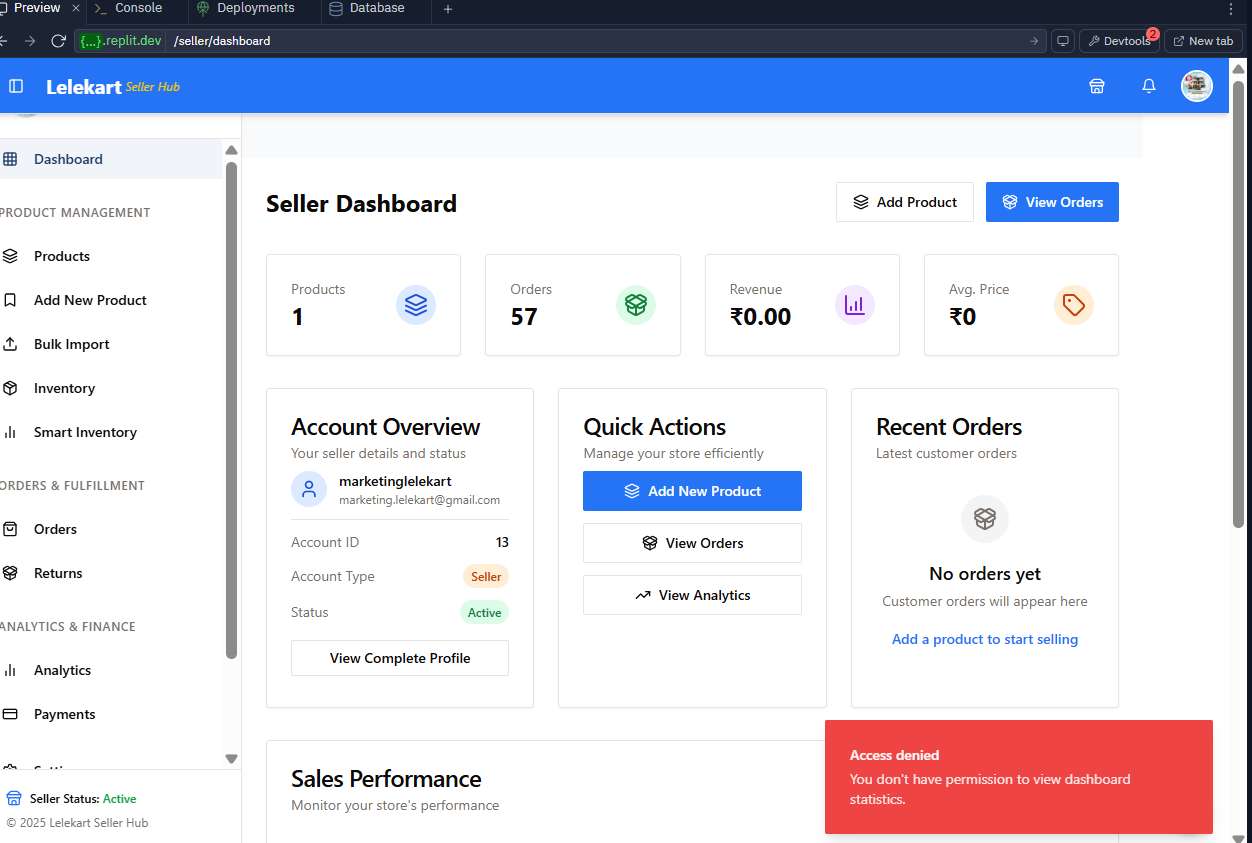 Preview
Console
Deployments
Database
{...}.replit.dev
/seller/dashboard
Devtools
2
New tab
Lelekart Seller Hub
Dashboard
PRODUCT MANAGEMENT
Products
Add New Product
Bulk Import
Inventory
Smart Inventory
ORDERS & FULFILLMENT
Orders
Returns
ANALYTICS & FINANCE
Analytics
Payments
Seller Status: Active
© 2025 Lelekart Seller Hub
Seller Dashboard
Add Product
View Orders
Products
1
Orders
57
Revenue
₹0.00
Avg. Price
₹0
Account Overview
Your seller details and status
marketinglelekart
marketing.lelekart@gmail.com
Account ID
13
Account Type
Seller
Status
Active
View Complete Profile
Quick Actions
Manage your store efficiently
Add New Product
View Orders
View Analytics
Recent Orders
Latest customer orders
No orders yet
Customer orders will appear here
Add a product to start selling
Sales Performance
Monitor your store's performance
Access denied
You don't have permission to view dashboard
statistics.